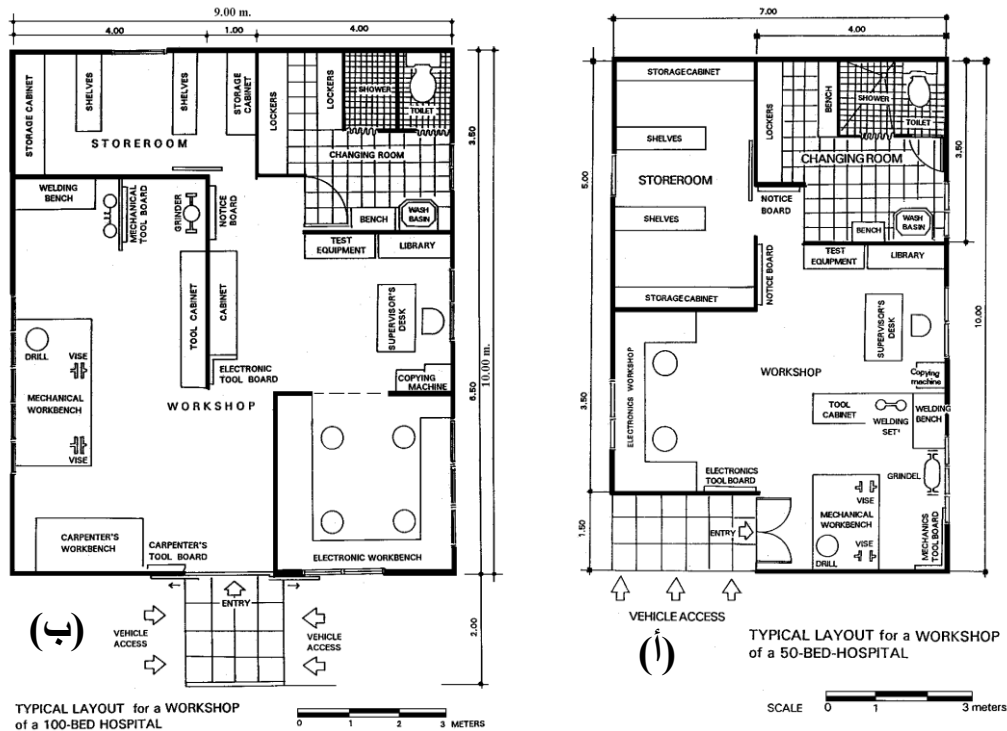 9.00 m.
4.00
1.00
4.00
STORAGE CABINET
SHELVES
SHELVES
STORAGE
CABINET
LOCKERS
LOCKERS
SHOWER
TOILET
STOREROOM
CHANGING ROOM
3.50
WELDING
BENCH
MECHANICAL
TOOL BOARD
GRINDER
NOTICE
BOARD
BENCH
WASH
BASIN
TEST
EQUIPMENT
LIBRARY
TOOL CABINET
CABINET
SUPERVISOR'S
DESK
DRILL
VISE
ELECTRONIC
TOOL BOARD
COPYING
MACHINE
10.00 m.
6.50
MECHANICAL
WORKBENCH
WORKSHOP
VISE
CARPENTER'S
WORKBENCH
CARPENTER'S
TOOL BOARD
ELECTRONIC WORKBENCH
ENTRY
(ب)
VEHICLE
ACCESS
VEHICLE
ACCESS
2.00
TYPICAL LAYOUT for a WORKSHOP
of a 100-BED HOSPITAL
0 1 2 3 METERS
7.00
4.00
STORAGE CABINET
LOCKERS
BENCH
SHOWER
TOILET
SHELVES
5.00
CHANGING ROOM
3.50
STOREROOM
NOTICE
BOARD
SHELVES
BENCH
WASH
BASIN
NOTICE BOARD
TEST
EQUIPMENT
LIBRARY
STORAGE CABINET
SUPERVISOR'S
DESK
10.00
ELECTRONICS WORKSHOP
WORKSHOP
Copying
machine
3.50
TOOL
CABINET
WELDING
SET'
WELDING
BENCH
ELECTRONICS
TOOL BOARD
GRINDEL
VISE
MECHANICAL
WORKBENCH
MECHANICS
TOOL BOARD
1.50
ENTRY
VISE
DRILL
VEHICLE ACCESS
(أ)
TYPICAL LAYOUT for a WORKSHOP
of a 50-BED-HOSPITAL
SCALE 0 1 3 meters